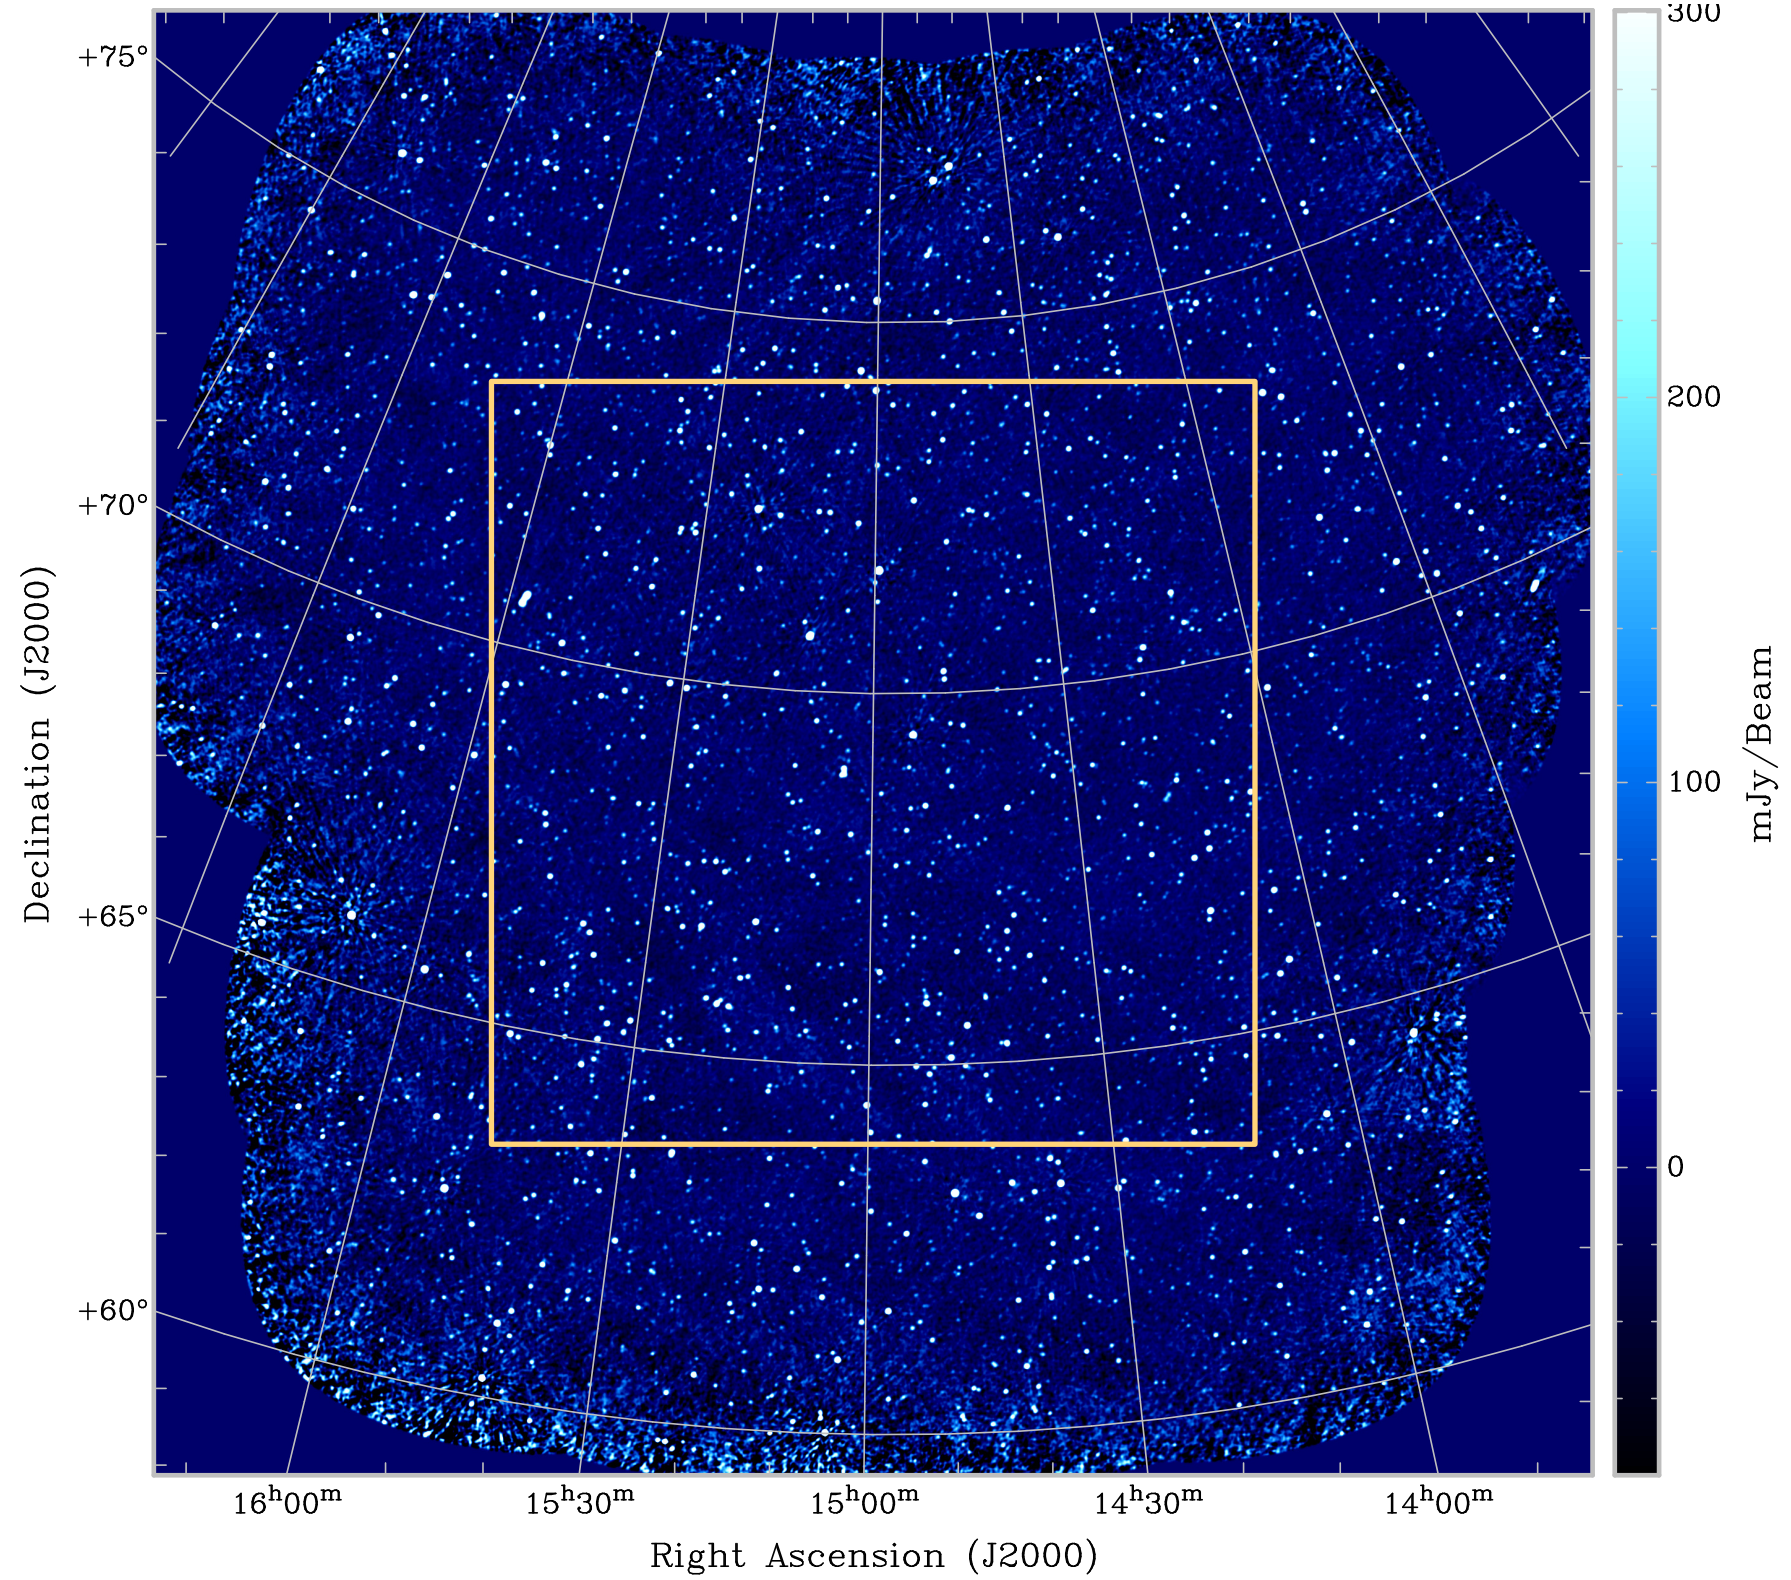 300
+75°
200
+70°
Declination (J2000)
mJy/Beam
100
+65°
0
+60°
16h00m 15h30m 15h00m 14h30m 14h00m
Right Ascension (J2000)